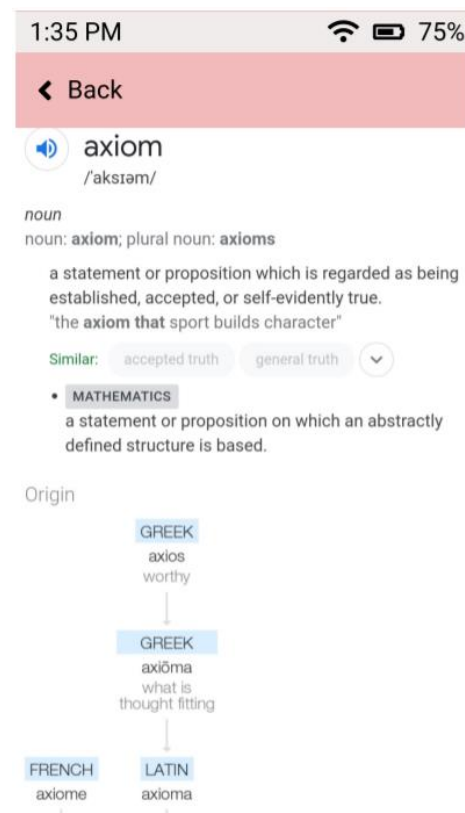 1:35 PM 75%
Back
axiom
/ˈaksɪəm/
noun
noun: axiom; plural noun: axioms
a statement or proposition which is regarded as being
established, accepted, or self-evidently true.
"the axiom that sport builds character"
Similar: accepted truth general truth
• MATHEMATICS
a statement or proposition on which an abstractly
defined structure is based.
Origin
GREEK
axios
worthy
GREEK
axiōma
what is
thought fitting
FRENCH LATIN
axiome axioma